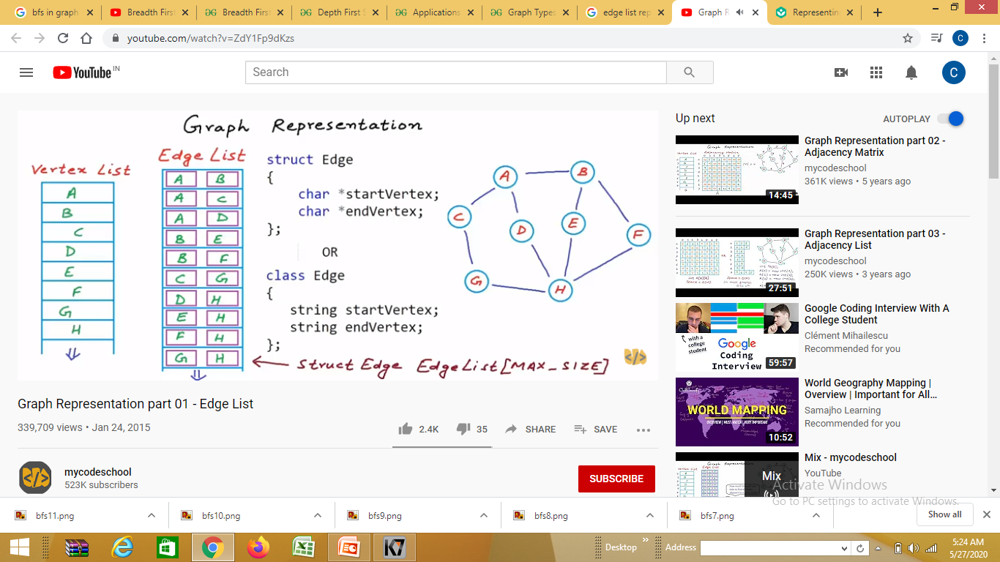 bfs in graph
Breadth First
Breadth First
Depth First S
Applications
Graph Types
edge list rep
Graph R
Representin
youtube.com/watch?v=ZdY1Fp9dKzs
C
YouTube IN
Search
C
Graph Representation
Vertex List
A
B
C
D
E
F
G
H
Edge List
A B
A C
A D
B E
B F
C G
D H
E H
F H
G H
struct Edge
{
char *startVertex;
char *endVertex;
};
OR
class Edge
{
string startVertex;
string endVertex;
};
Struct Edge EdgeList[MAX_SIZE]
A
B
C
D
E
F
G
H
</>
Graph Representation part 01 - Edge List
339,709 views • Jan 24, 2015
2.4K
35
SHARE
SAVE
mycodeschool
523K subscribers
SUBSCRIBE
Up next
AUTOPLAY
14:45
Graph Representation part 02 -
Adjacency Matrix
mycodeschool
361K views • 5 years ago
27:51
Graph Representation part 03 -
Adjacency List
mycodeschool
250K views • 3 years ago
with a
college
student
Google
Coding
Interview
59:57
Google Coding Interview With A
College Student
Clément Mihailescu
Recommended for you
WORLD MAPPING
OVERVIEW | MUST WATCH | VERY IMPORTANT
10:52
World Geography Mapping |
Overview | Important for All...
Samajho Learning
Recommended for you
Mix
Mix - mycodeschool
YouTube
Activate Windows
Go to PC settings to activate Windows.
bfs11.png
bfs10.png
bfs9.png
bfs8.png
bfs7.png
Show all
K7
Desktop
Address
5:24 AM
5/27/2020